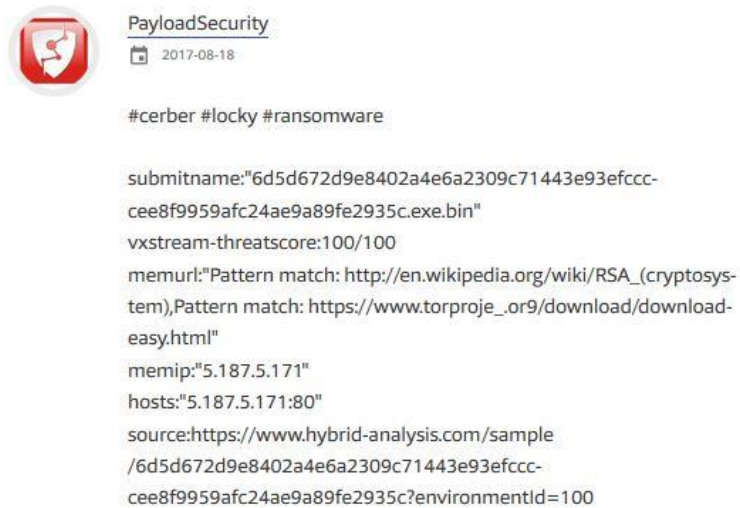 PayloadSecurity
2017-08-18
#cerber #locky #ransomware
submitname:"6d5d672d9e8402a4e6a2309c71443e93efccc-
cee8f9959afc24ae9a89fe2935c.exe.bin"
vxstream-threatscore:100/100
memurl:"Pattern match: http://en.wikipedia.org/wiki/RSA_(cryptosys-
tem),Pattern match: https://www.torproje_.or9/download/download-
easy.html"
memip:"5.187.5.171"
hosts:"5.187.5.171:80"
source:https://www.hybrid-analysis.com/sample
/6d5d672d9e8402a4e6a2309c71443e93efccc-
cee8f9959afc24ae9a89fe2935c?environmentId=100